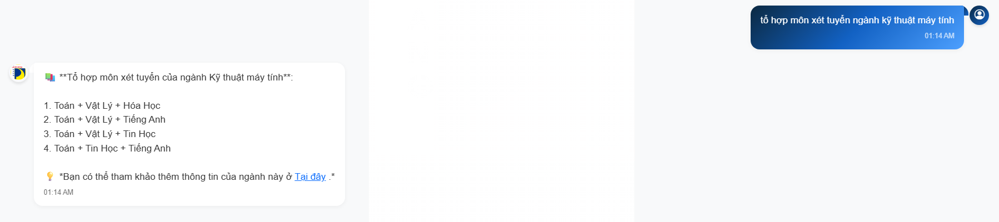 tổ hợp môn xét tuyển ngành kỹ thuật máy tính
01:14 AM
**Tổ hợp môn xét tuyển của ngành Kỹ thuật máy tính**:
1. Toán + Vật Lý + Hóa Học
2. Toán + Vật Lý + Tiếng Anh
3. Toán + Vật Lý + Tin Học
4. Toán + Tin Học + Tiếng Anh
*Bạn có thể tham khảo thêm thông tin của ngành này ở Tại đây .*
01:14 AM